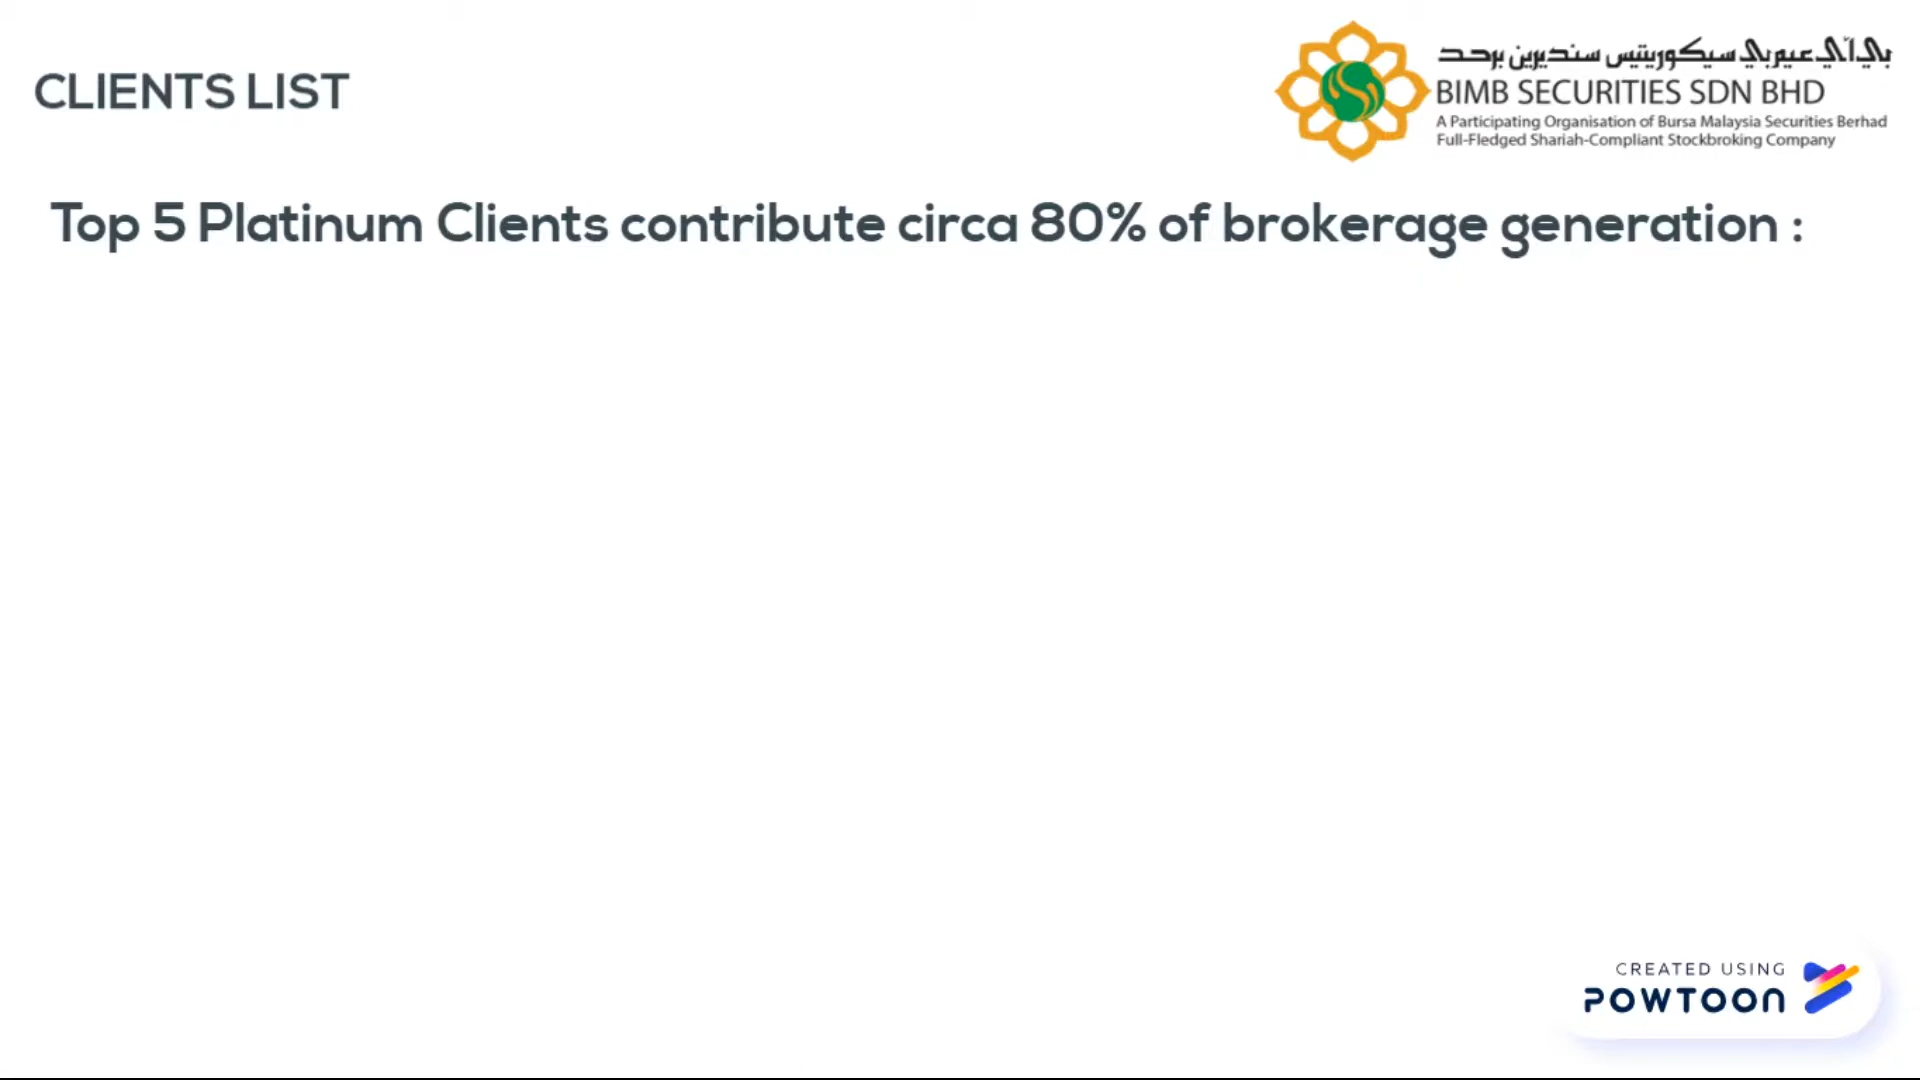 CLIENTS LIST
بي.آي.عيم.بي سيكوريتيس سنديرين برحد
BIMB SECURITIES SDN BHD
A Participating Organisation of Bursa Malaysia Securities Berhad
Full-Fledged Shariah-Compliant Stockbroking Company
Top 5 Platinum Clients contribute circa 80% of brokerage generation :
CREATED USING
POWTOON